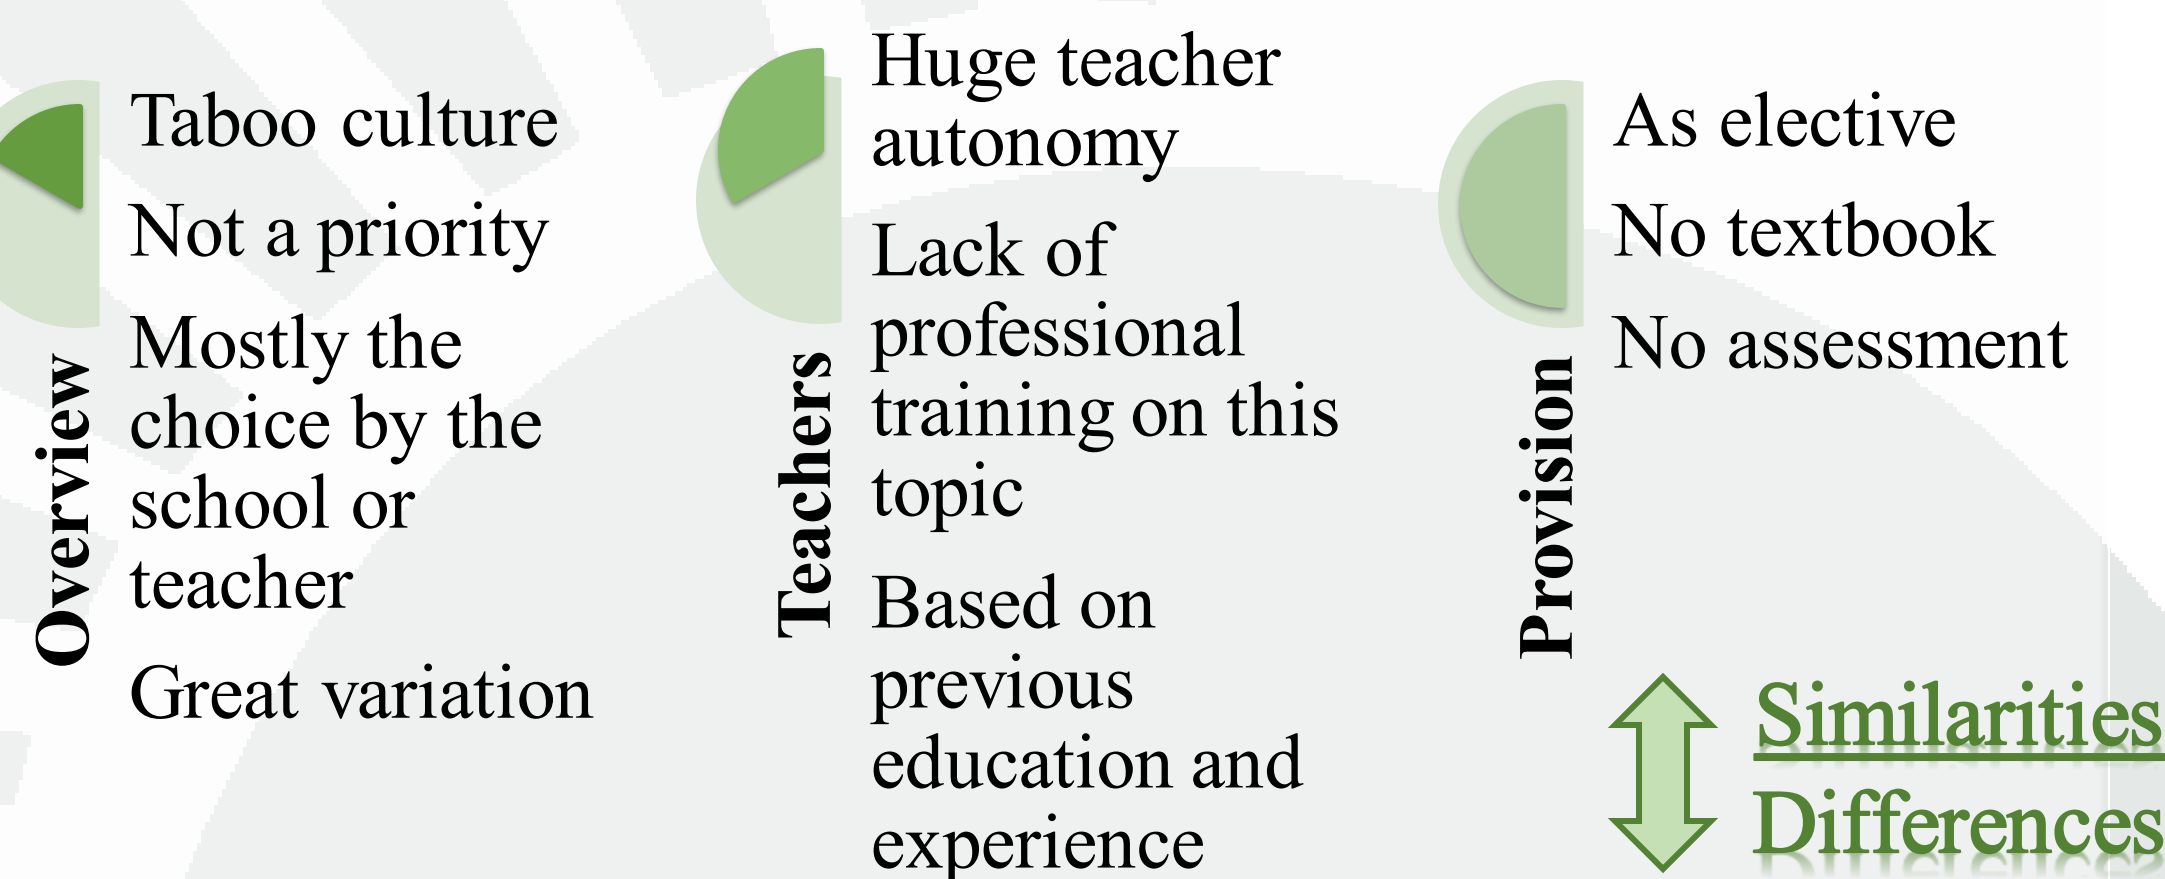 Overview
Taboo culture
Not a priority
Mostly the
choice by the
school or
teacher
Great variation
Teachers
Huge teacher
autonomy
Lack of
professional
training on this
topic
Based on
previous
education and
experience
Provision
As elective
No textbook
No assessment
Similarities
Differences